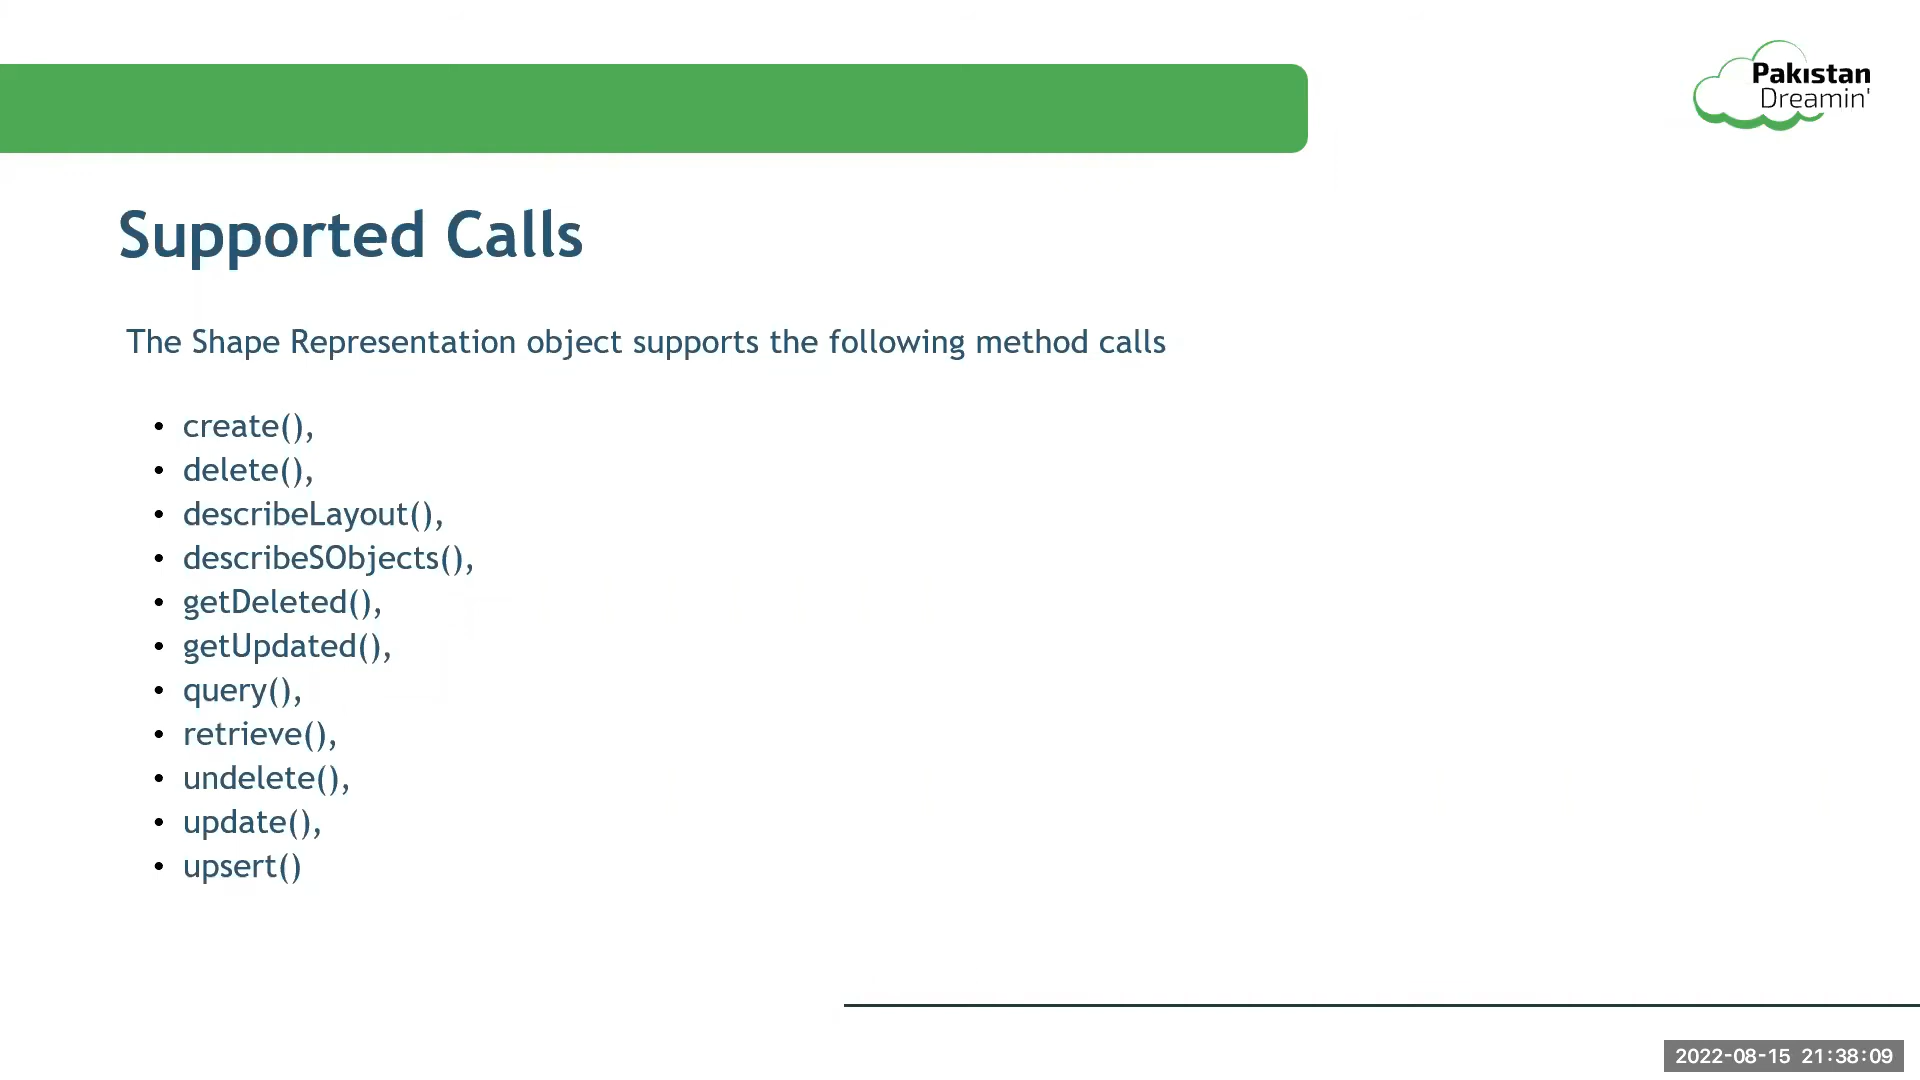 Pakistan
Dreamin'
Supported Calls
The Shape Representation object supports the following method calls
• create(),
• delete(),
• describeLayout(),
• describeSObjects(),
• getDeleted(),
• getUpdated(),
• query(),
• retrieve(),
• undelete(),
• update(),
• upsert()
2022-08-15 21:38:09